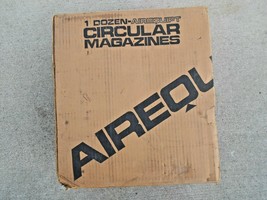 1 DOZEN-AIREQUIPT
CIRCULAR
MAGAZINES
AIREQU